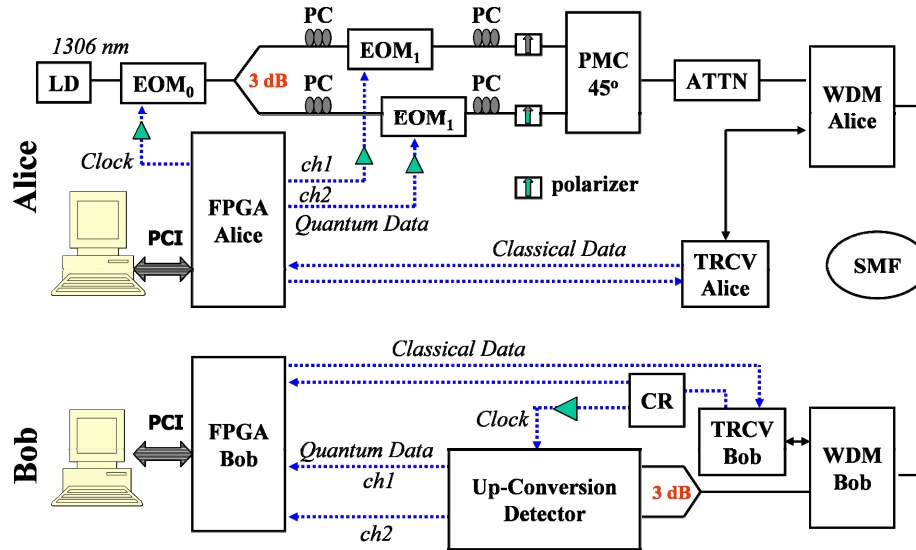 1306 nm
LD
EOM0
3 dB
PC
EOM1
PC
PC
EOM1
PC
PMC
45º
ATTN
WDM
Alice
Alice
Clock
FPGA
Alice
ch1
ch2
Quantum Data
polarizer
PCI
Classical Data
TRCV
Alice
SMF
Bob
PCI
FPGA
Bob
Classical Data
CR
Clock
TRCV
Bob
WDM
Bob
Quantum Data
ch1
ch2
Up-Conversion
Detector
3 dB